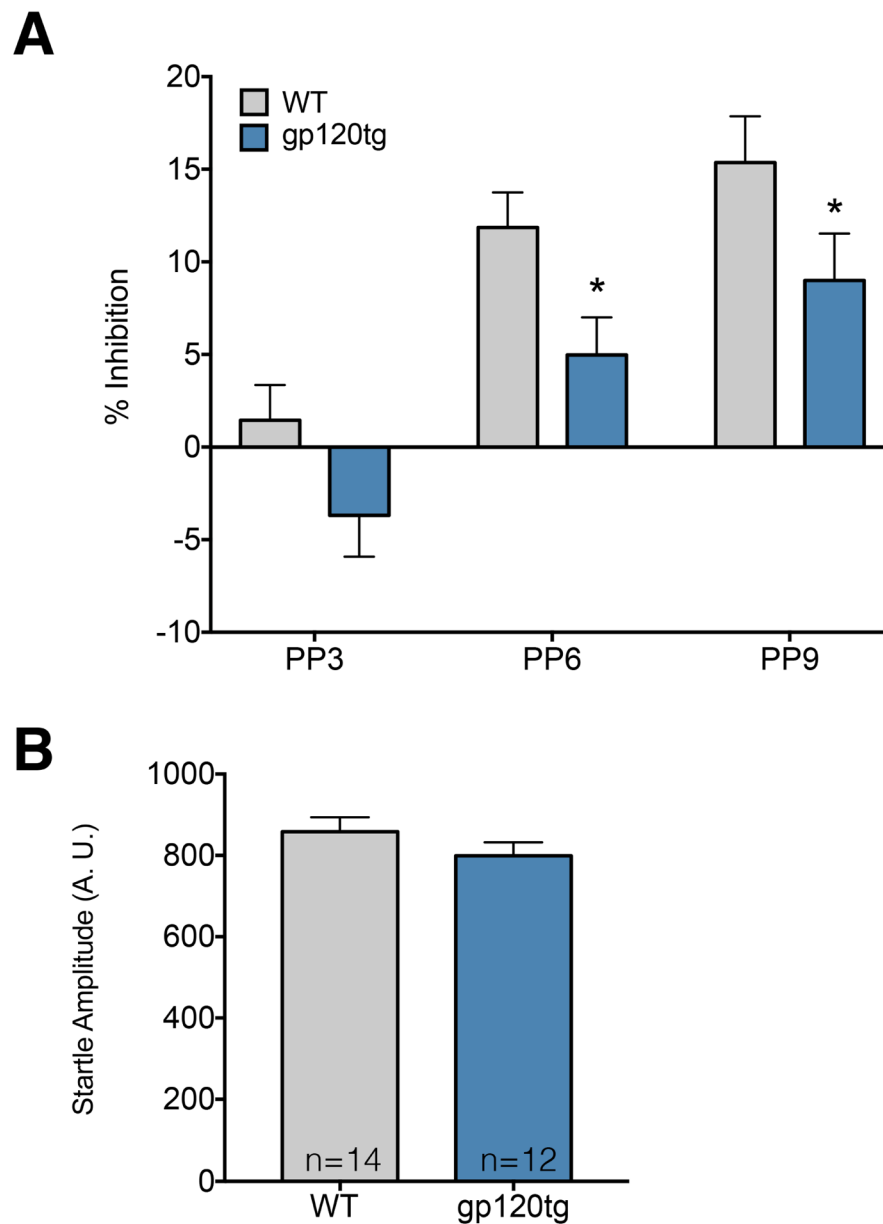 A
20
15
10
5
0
-5
-10
% Inhibition
WT
gp120tg
*
*
PP3 PP6 PP9
B
1000
800
600
400
200
0
Startle Amplitude (A. U.)
n=14 n=12
WT gp120tg